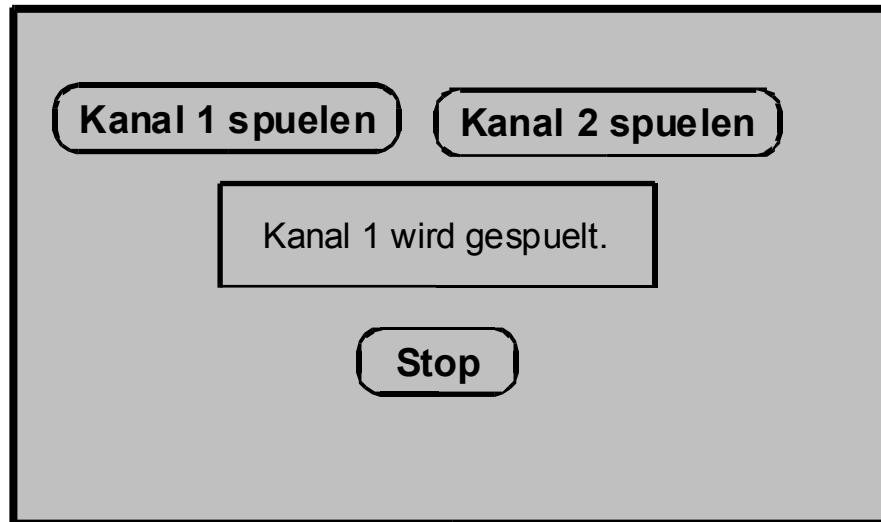 Kanal 1 spuelen
Kanal 2 spuelen
Kanal 1 wird gespuelt.
Stop